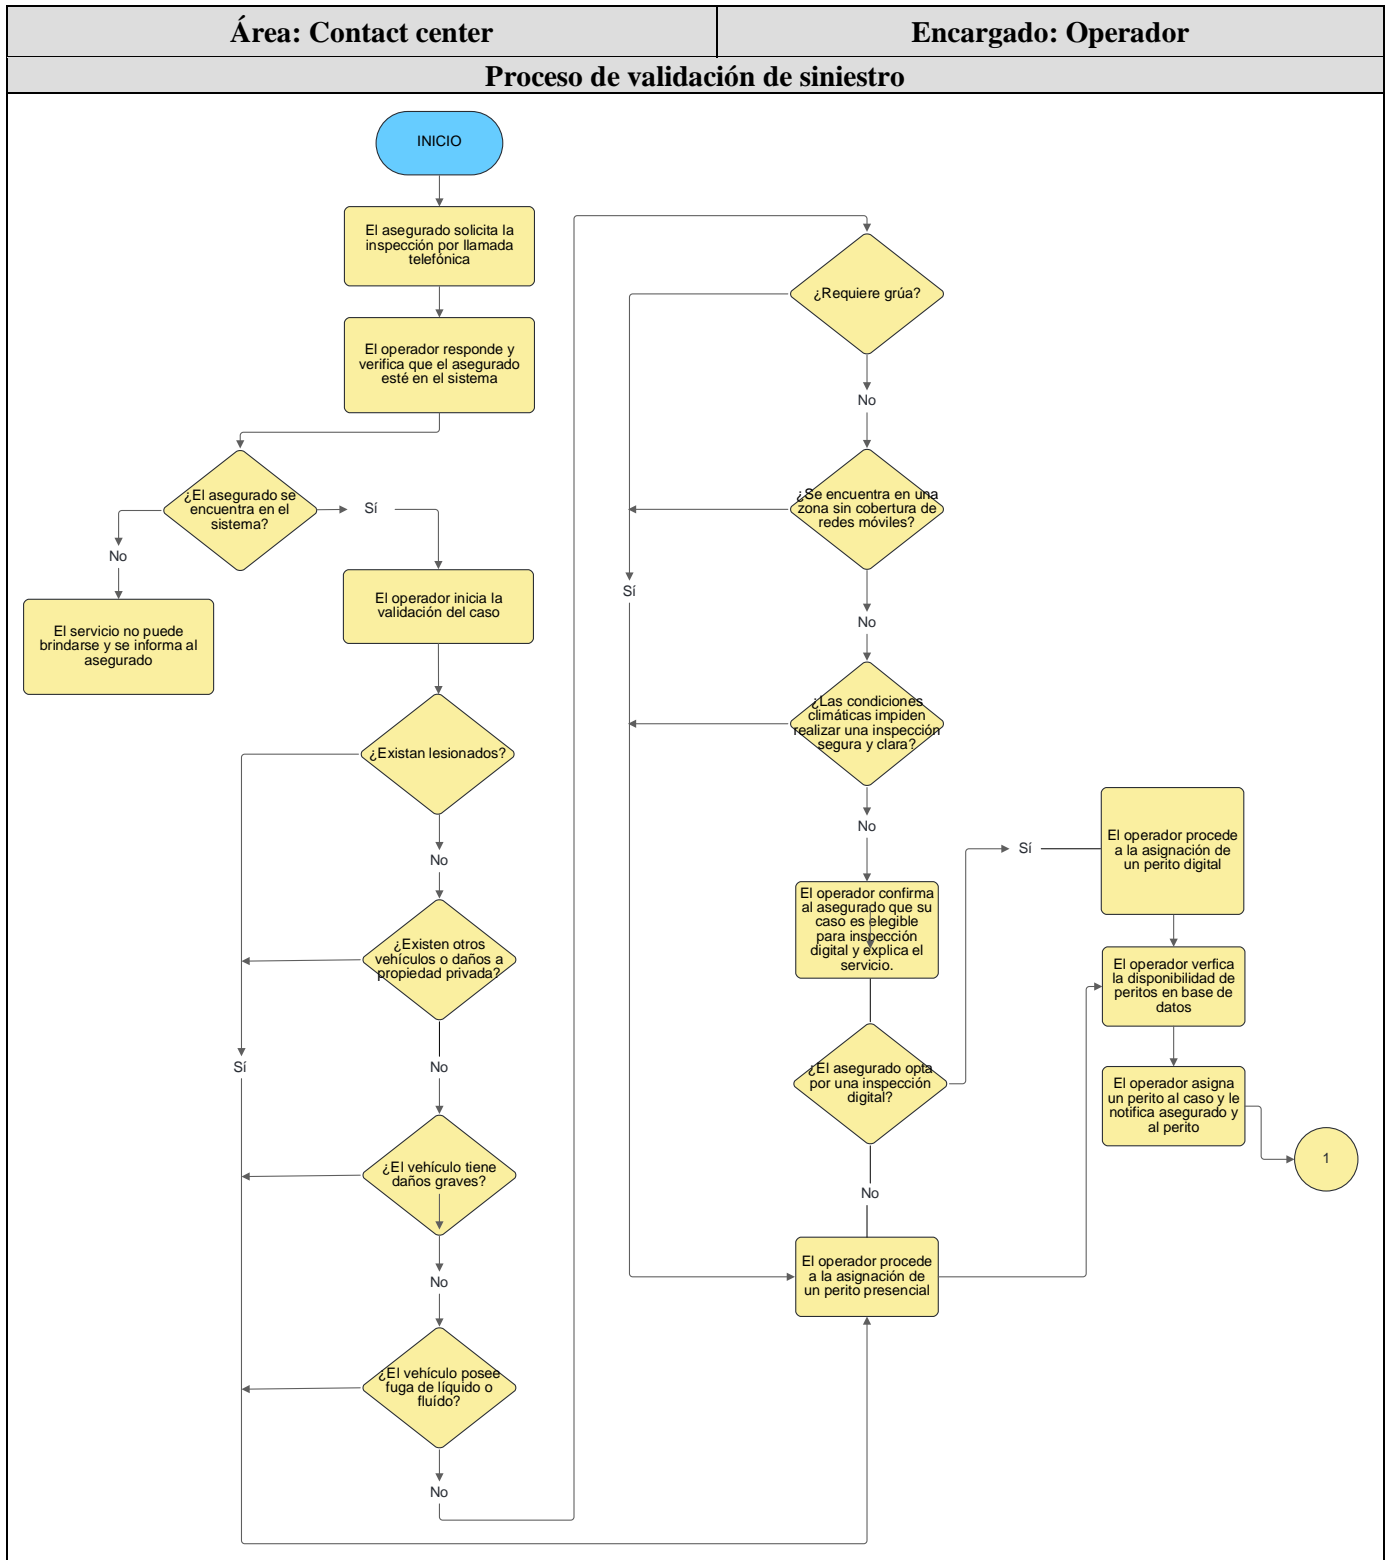 Área: Contact center
Encargado: Operador
Proceso de validación de siniestro
INICIO
El asegurado solicita la
inspección por llamada
telefónica
El operador responde y
verifica que el asegurado
esté en el sistema
¿El asegurado se
encuentra en el
sistema?
Sí
No
El servicio no puede
brindarse y se informa al
asegurado
El operador inicia la
validación del caso
¿Existan lesionados?
No
¿Existen otros
vehículos o daños a
propiedad privada?
Sí
No
¿El vehículo tiene
daños graves?
No
¿El vehículo posee
fuga de líquido o
fluído?
No
¿Requiere grúa?
No
¿Se encuentra en una
zona sin cobertura de
redes móviles?
Sí
No
¿Las condiciones
climáticas impiden
realizar una inspección
segura y clara?
No
El operador confirma
al asegurado que su
caso es elegible
para inspección
digital y explica el
servicio.
¿El asegurado opta
por una inspección
digital?
Sí
No
El operador procede
a la asignación de
un perito presencial
El operador procede
a la asignación de
un perito digital
El operador verfica
la disponibilidad de
peritos en base de
datos
El operador asigna
un perito al caso y le
notifica asegurado y
al perito
1